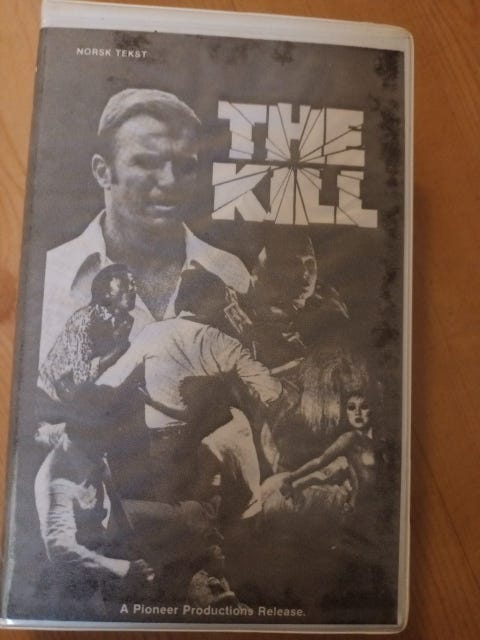 NORSK TEKST
THE
KILL
A Pioneer Productions Release.